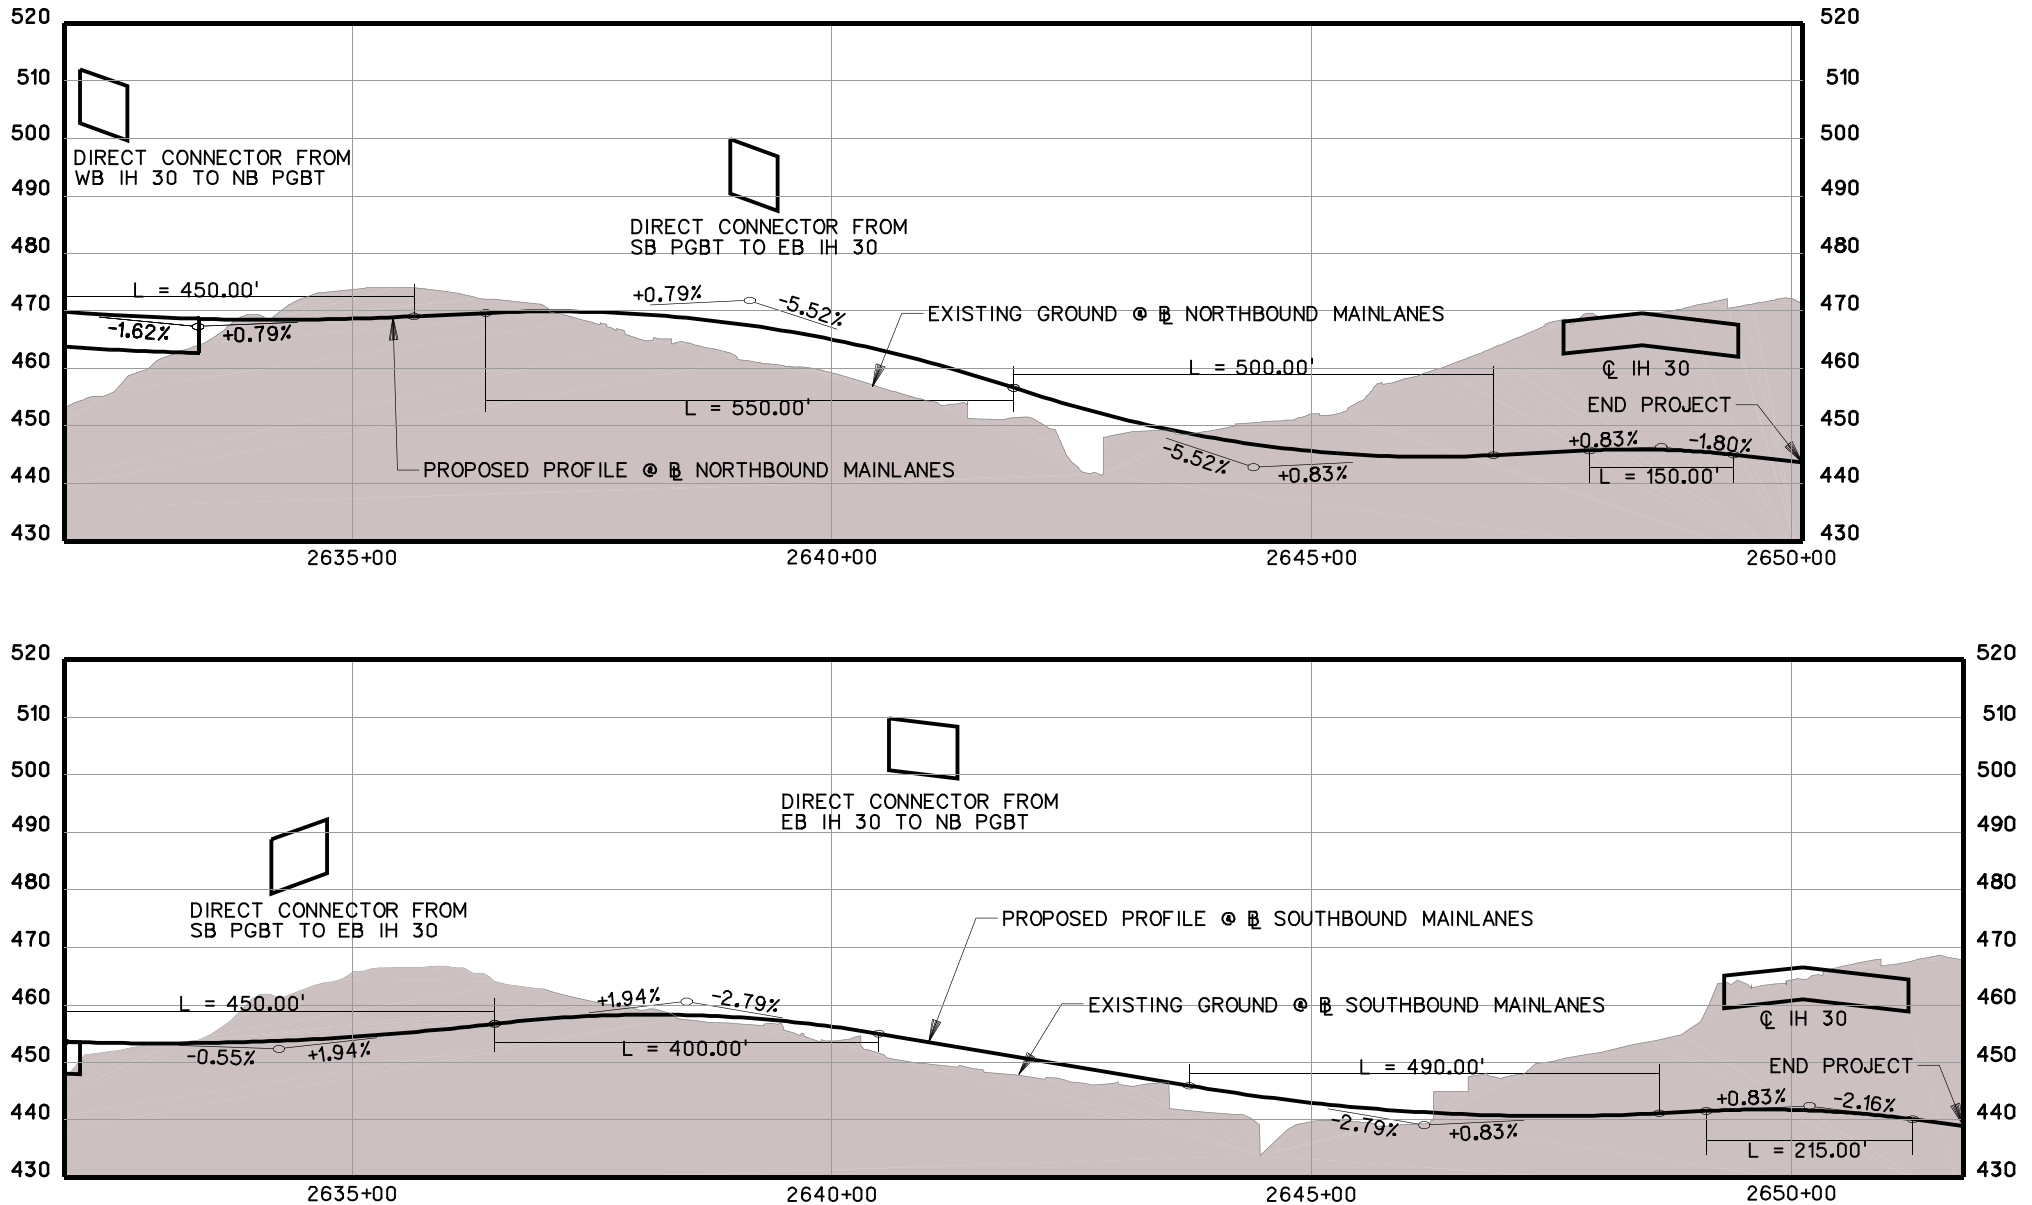 520
520
510
510
500
500
DIRECT CONNECTOR FROM
WB IH 30 TO NB PGBT
490
490
DIRECT CONNECTOR FROM
SB PGBT TO EB IH 30
480
480
L = 450.00'
+0.79%
-5.52%
470
470
EXISTING GROUND @ ℄ NORTHBOUND MAINLANES
-1.62%
+0.79%
460
460
L = 500.00'
℄ IH 30
L = 550.00'
END PROJECT
450
450
+0.83%
-1.80%
-5.52%
+0.83%
PROPOSED PROFILE @ ℄ NORTHBOUND MAINLANES
L = 150.00'
440
440
430
430
2635+00
2640+00
2645+00
2650+00
520
520
510
510
500
500
DIRECT CONNECTOR FROM
EB IH 30 TO NB PGBT
490
490
480
480
DIRECT CONNECTOR FROM
SB PGBT TO EB IH 30
PROPOSED PROFILE @ ℄ SOUTHBOUND MAINLANES
470
470
460
460
L = 450.00'
+1.94%
-2.79%
EXISTING GROUND @ ℄ SOUTHBOUND MAINLANES
℄ IH 30
-0.55%
+1.94%
L = 400.00'
450
450
L = 490.00'
END PROJECT
440
440
+0.83%
-2.16%
-2.79%
+0.83%
L = 215.00'
430
430
2635+00
2640+00
2645+00
2650+00